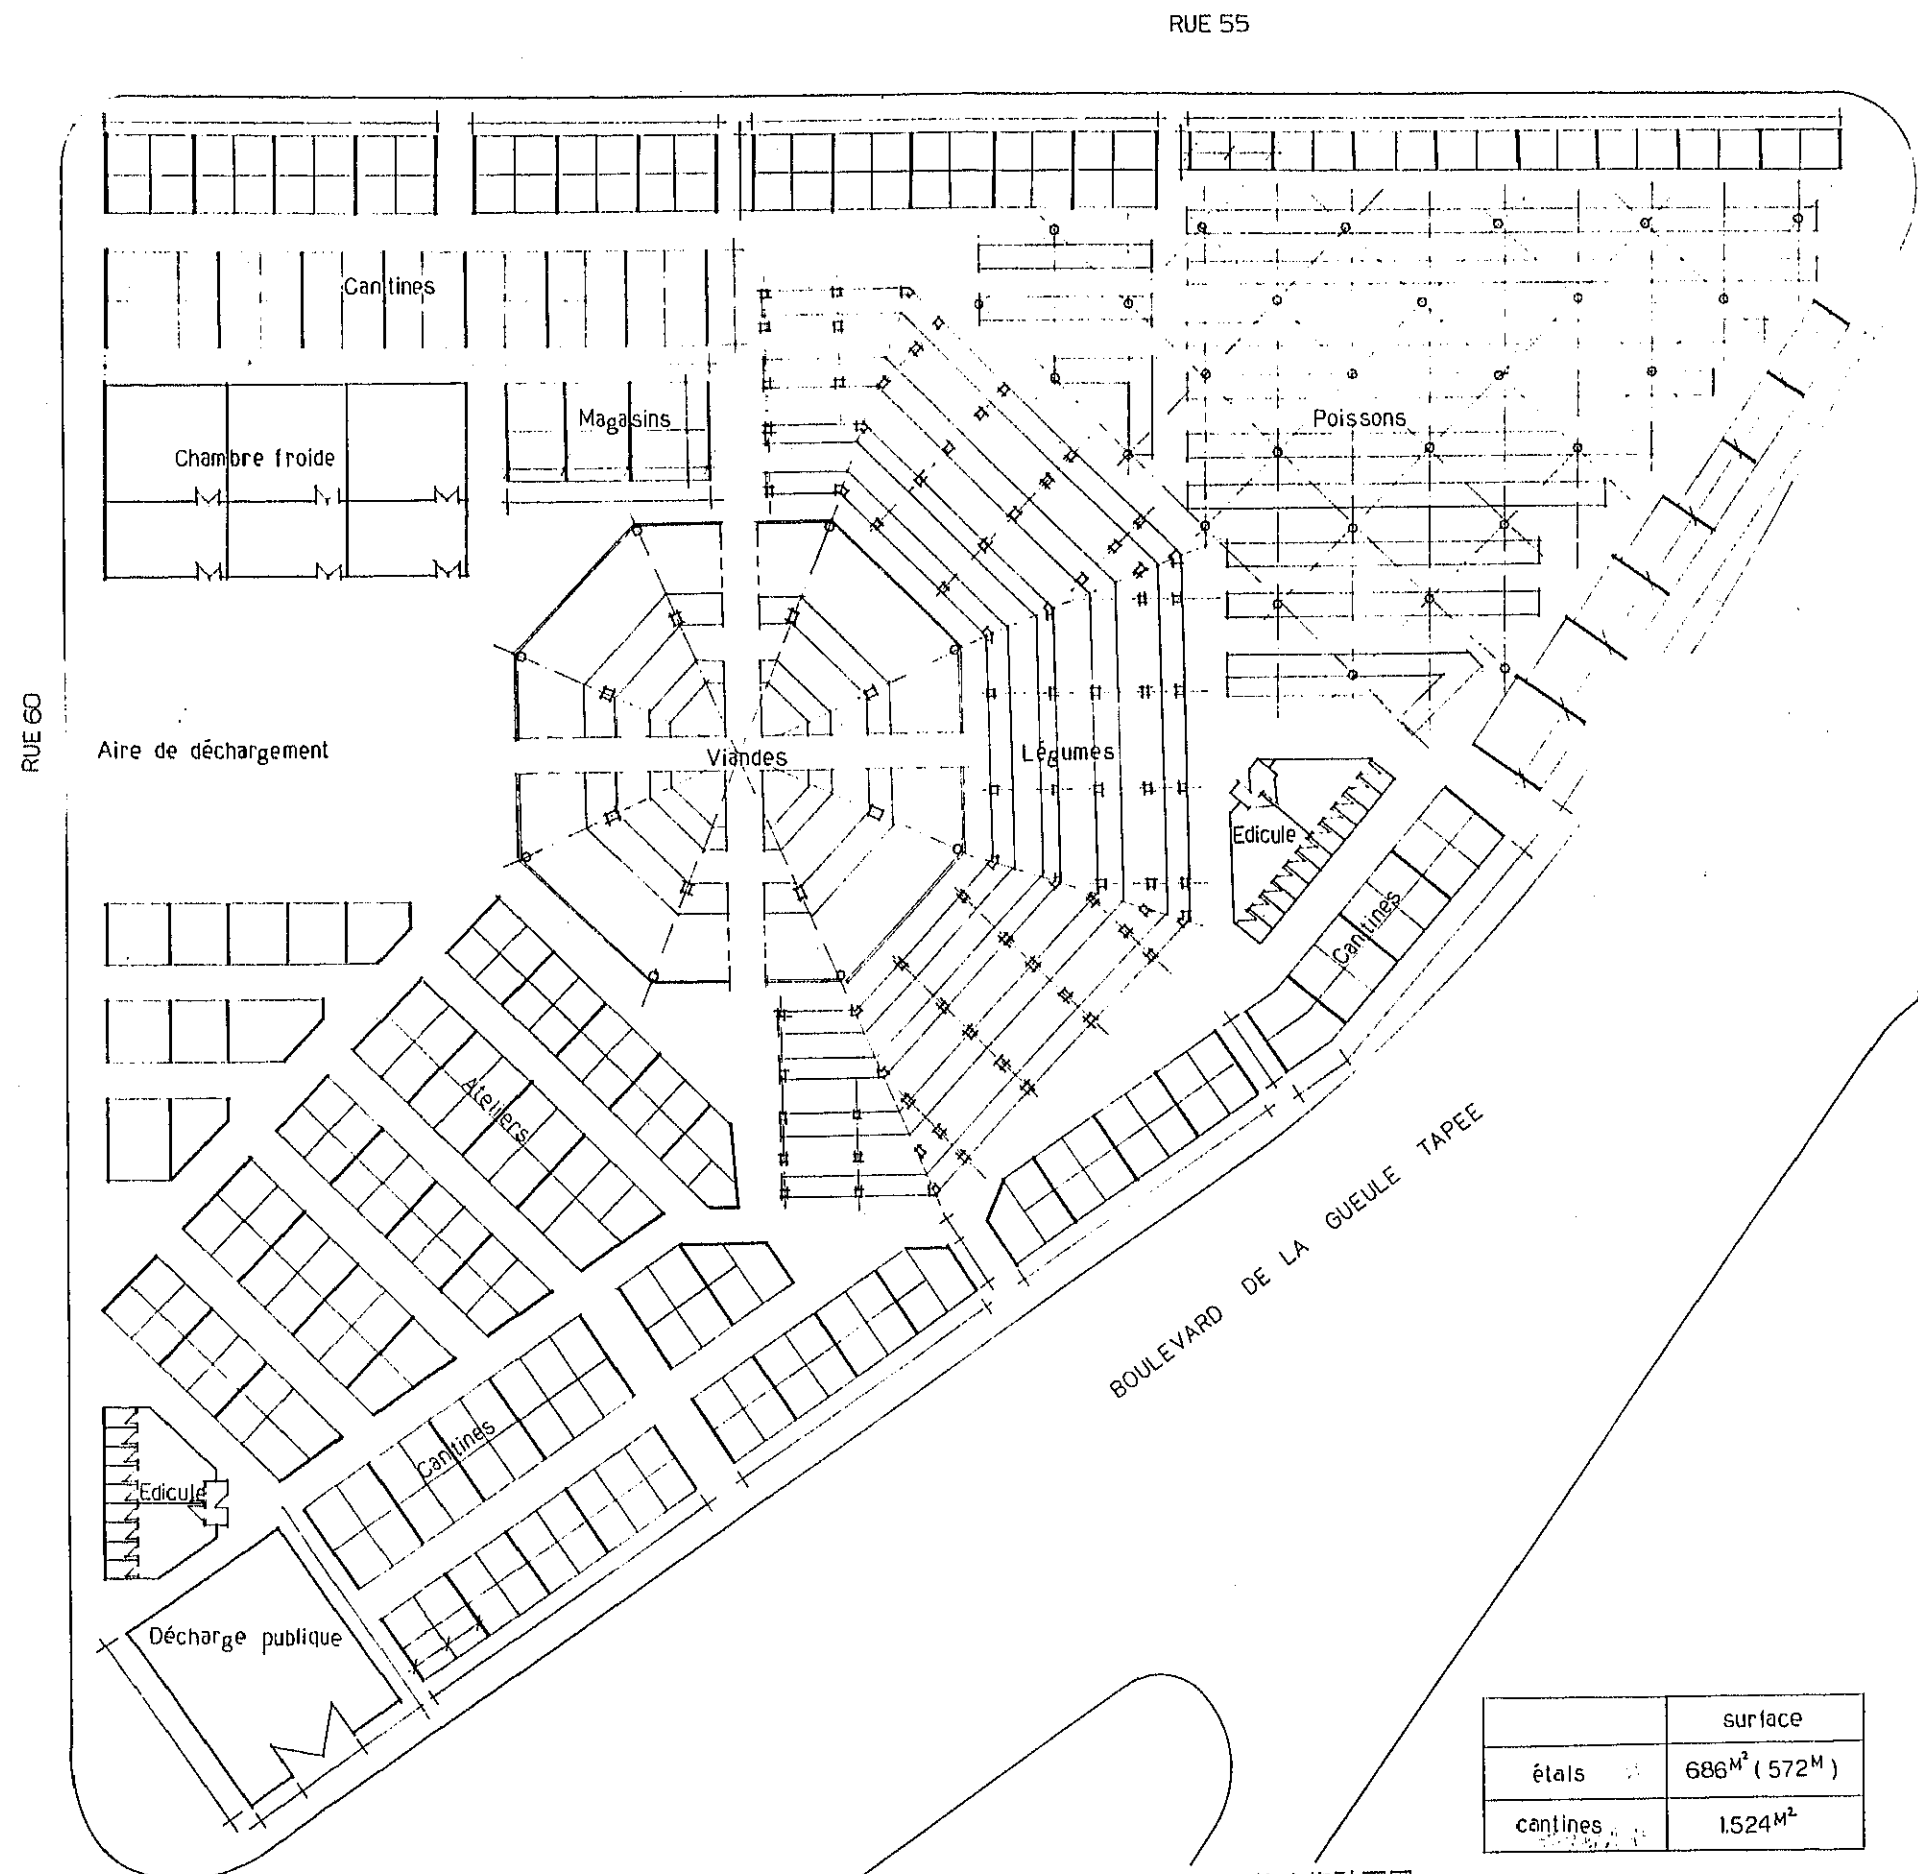 RUE 55
Cantines
Magasins
Poissons
Chambre froide
RUE 60
Aire de déchargement
Viandes
Légumes
Edicule
Cantines
Ateliers
BOULEVARD DE LA GUEULE TAPEE
Cantines
Edicule
Décharge publique
surface
étals 686M² (572M)
cantines 1.524M²